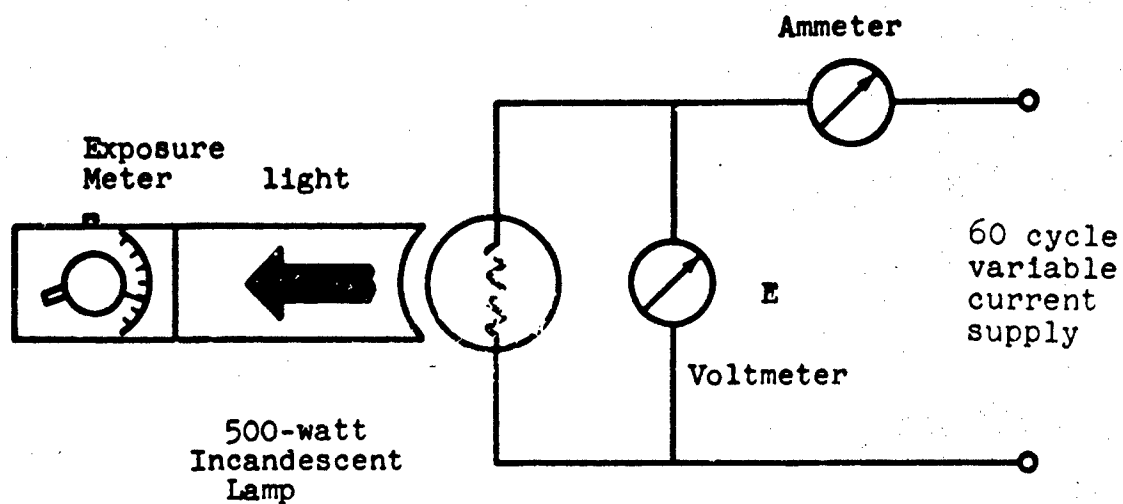 Ammeter
Exposure
Meter
light
60 cycle
variable
current
supply
E
Voltmeter
500-watt
Incandescent
Lamp